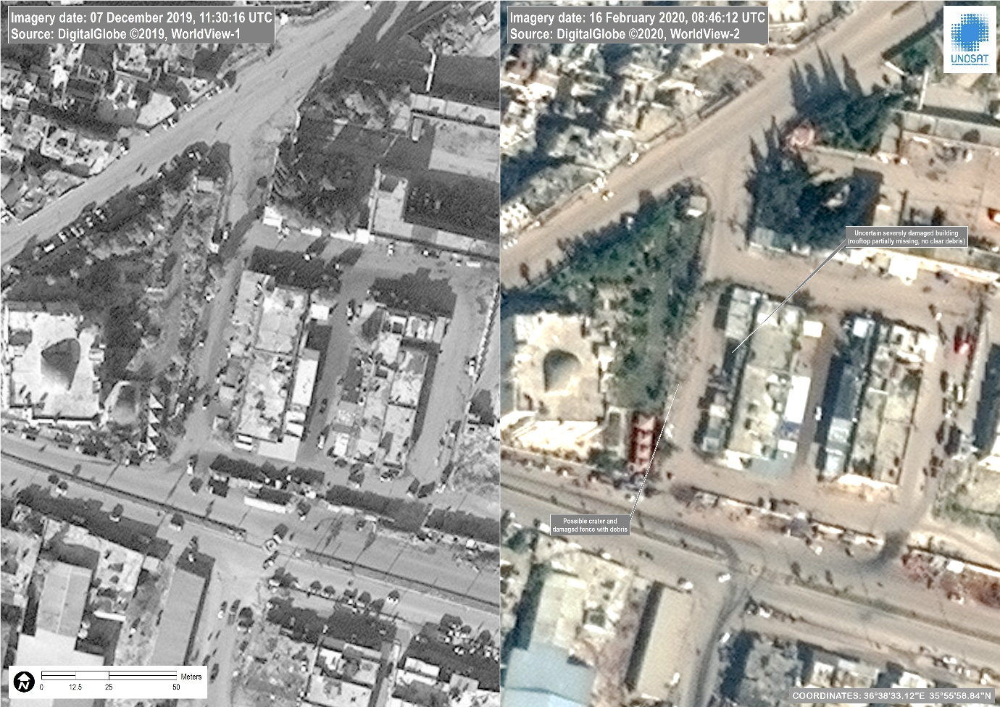 Imagery date: 07 December 2019, 11:30:16 UTC
Source: DigitalGlobe ©2019, WorldView-1
Imagery date: 16 February 2020, 08:46:12 UTC
Source: DigitalGlobe ©2020, WorldView-2
UNOSAT
Uncertain severely damaged building
(rooftop partially missing, no clear debris)
Possible crater and
damaged fence with debris
N
Meters
0 12.5 25 50
COORDINATES: 36°38'33.12"E 35°55'58.84"N